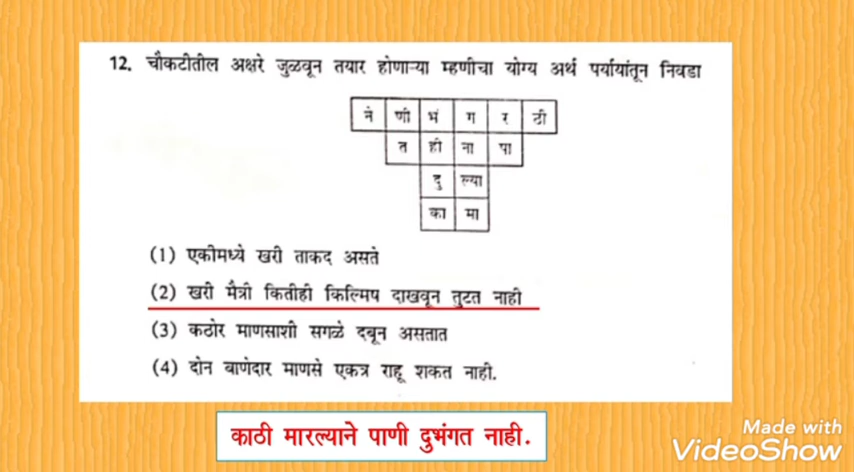 12. चौकटीतील अक्षरे जुळवून तयार होणाऱ्या म्हणीचा योग्य अर्थ पर्यायांतून निवडा
ने णी भं ग र ठी
त ही ना पा
दु ल्या
का मा
(1) एकीमध्ये खरी ताकद असते
(2) खरी मैत्री कितीही किल्मिष दाखवून तुटत नाही
(3) कठोर माणसाशी सगळे दबून असतात
(4) दोन बाणेदार माणसे एकत्र राहू शकत नाही.
काठी मारल्याने पाणी दुभंगत नाही.
Made with
VideoShow